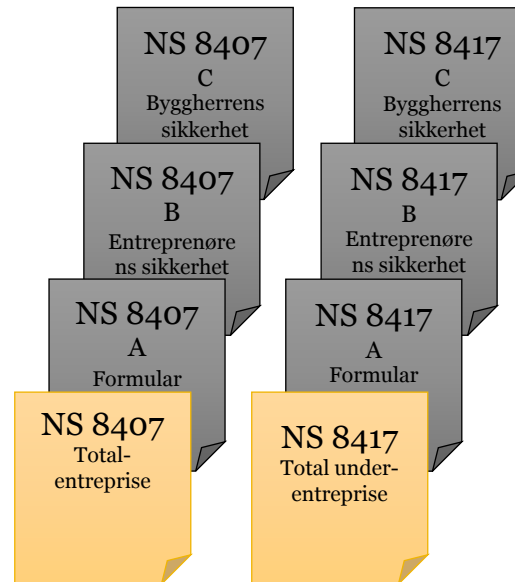 NS 8407
C
Byggherrens
sikkerhet
NS 8407
B
Entreprenøre
ns sikkerhet
NS 8407
A
Formular
NS 8407
Total-
entreprise
NS 8417
C
Byggherrens
sikkerhet
NS 8417
B
Entreprenøre
ns sikkerhet
NS 8417
A
Formular
NS 8417
Total under-
entreprise